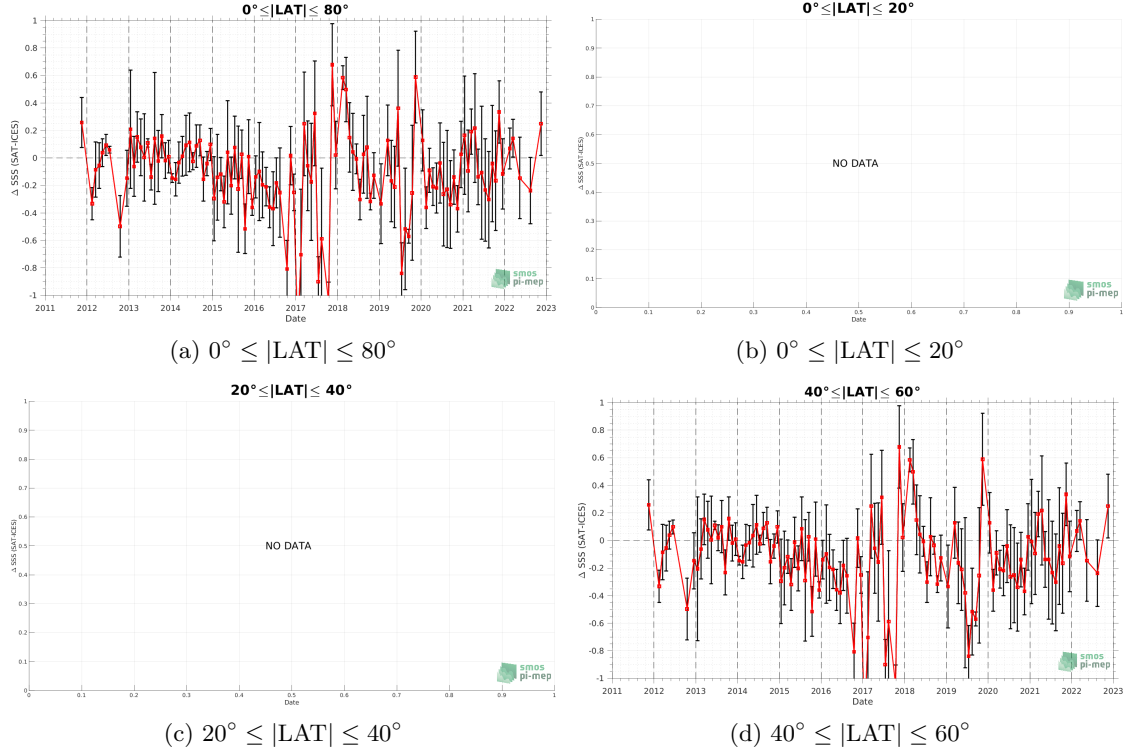 0°≤|LAT|≤ 80°
1
0.8
0.6
0.4
0.2
0
-0.2
-0.4
-0.6
-0.8
-1
Δ SSS (SAT-ICES)
2011 2012 2013 2014 2015 2016 2017 2018 2019 2020 2021 2022 2023
Date
smos
pi-mep
(a) 0° ≤ |LAT| ≤ 80°
0°≤|LAT|≤ 20°
1
0.9
0.8
0.7
0.6
0.5
0.4
0.3
0.2
0.1
0
Δ SSS (SAT-ICES)
NO DATA
0 0.1 0.2 0.3 0.4 0.5 0.6 0.7 0.8 0.9 1
Date
smos
pi-mep
(b) 0° ≤ |LAT| ≤ 20°
20°≤|LAT|≤ 40°
1
0.9
0.8
0.7
0.6
0.5
0.4
0.3
0.2
0.1
0
Δ SSS (SAT-ICES)
NO DATA
0 0.1 0.2 0.3 0.4 0.5 0.6 0.7 0.8 0.9 1
Date
smos
pi-mep
(c) 20° ≤ |LAT| ≤ 40°
40°≤|LAT|≤ 60°
1
0.8
0.6
0.4
0.2
0
-0.2
-0.4
-0.6
-0.8
-1
Δ SSS (SAT-ICES)
2011 2012 2013 2014 2015 2016 2017 2018 2019 2020 2021 2022 2023
Date
smos
pi-mep
(d) 40° ≤ |LAT| ≤ 60°